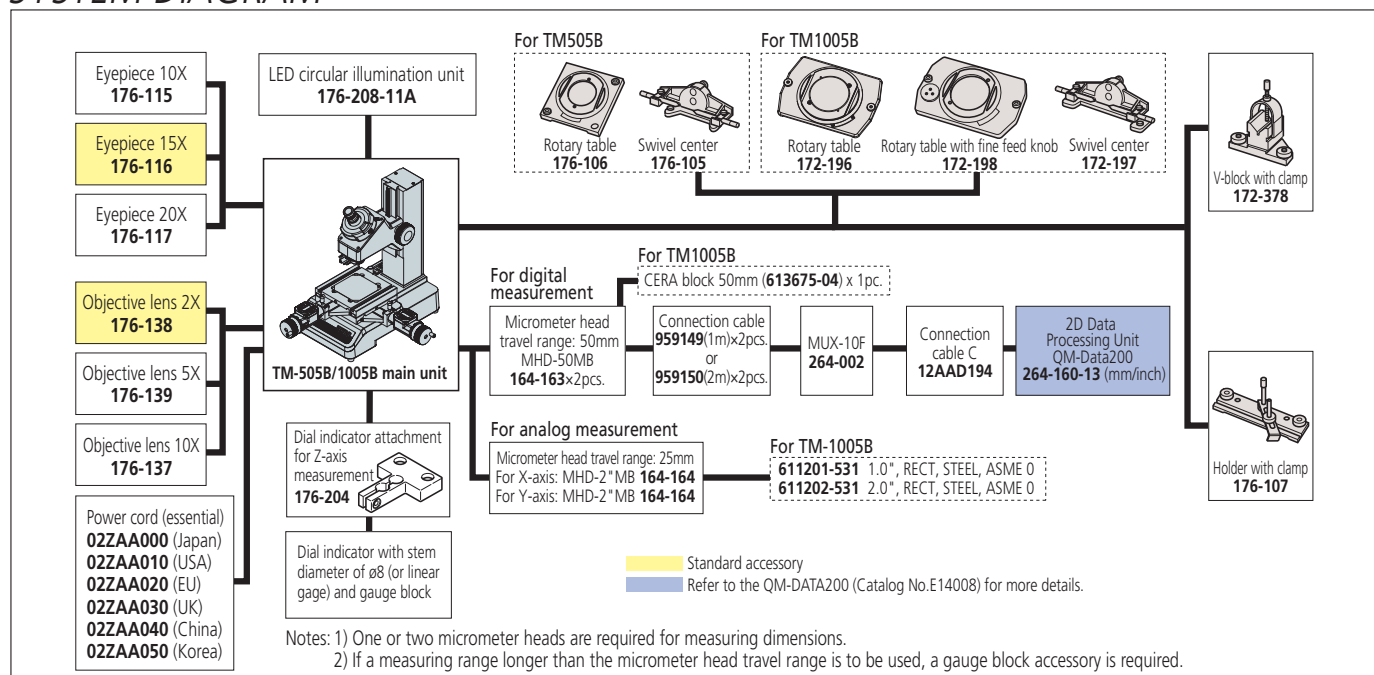 SYSTEM DIAGRAM
Eyepiece 10X
176-115
Eyepiece 15X
176-116
Eyepiece 20X
176-117
LED circular illumination unit
176-208-11A
For TM505B
Rotary table
176-106
Swivel center
176-105
For TM1005B
Rotary table
172-196
Rotary table with fine feed knob
172-198
Swivel center
172-197
V-block with clamp
172-378
Objective lens 2X
176-138
Objective lens 5X
176-139
Objective lens 10X
176-137
TM-505B/1005B main unit
For digital
measurement
For TM1005B
CERA block 50mm (613675-04) x 1pc.
Micrometer head
travel range: 50mm
MHD-50MB
164-163×2pcs.
Connection cable
959149(1m)×2pcs.
or
959150(2m)×2pcs.
MUX-10F
264-002
Connection
cable C
12AAD194
2D Data
Processing Unit
QM-Data200
264-160-13 (mm/inch)
Holder with clamp
176-107
Dial indicator attachment
for Z-axis
measurement
176-204
For analog measurement
Micrometer head travel range: 25mm
For X-axis: MHD-2"MB 164-164
For Y-axis: MHD-2"MB 164-164
For TM-1005B
611201-531 1.0", RECT, STEEL, ASME 0
611202-531 2.0", RECT, STEEL, ASME 0
Power cord (essential)
02ZAA000 (Japan)
02ZAA010 (USA)
02ZAA020 (EU)
02ZAA030 (UK)
02ZAA040 (China)
02ZAA050 (Korea)
Dial indicator with stem
diameter of ø8 (or linear
gage) and gauge block
Standard accessory
Refer to the QM-DATA200 (Catalog No.E14008) for more details.
Notes: 1) One or two micrometer heads are required for measuring dimensions.
2) If a measuring range longer than the micrometer head travel range is to be used, a gauge block accessory is required.